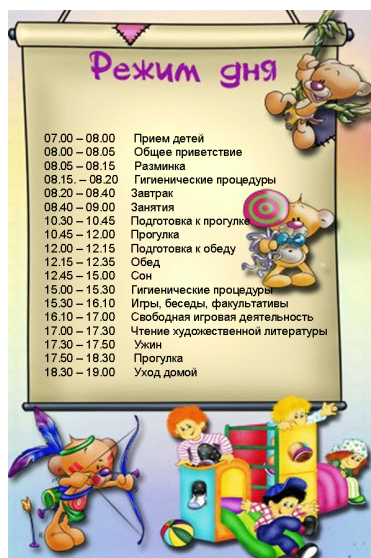 Режим дня
07.00 – 08.00 Прием детей
08.00 – 08.05 Общее приветствие
08.05 – 08.15 Разминка
08.15. – 08.20 Гигиенические процедуры
08.20 – 08.40 Завтрак
08.40 – 09.00 Занятия
10.30 – 10.45 Подготовка к прогулке
10.45 – 12.00 Прогулка
12.00 – 12.15 Подготовка к обеду
12.15 – 12.35 Обед
12.45 – 15.00 Сон
15.00 – 15.30 Гигиенические процедуры
15.30 – 16.10 Игры, беседы, факультативы
16.10 – 17.00 Свободная игровая деятельность
17.00 – 17.30 Чтение художественной литературы
17.30 – 17.50 Ужин
17.50 – 18.30 Прогулка
18.30 – 19.00 Уход домой